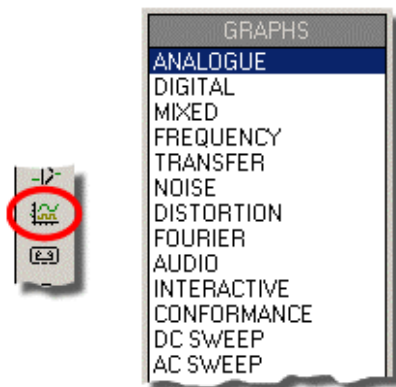 GRAPHS
ANALOGUE
DIGITAL
MIXED
FREQUENCY
TRANSFER
NOISE
DISTORTION
FOURIER
AUDIO
INTERACTIVE
CONFORMANCE
DC SWEEP
AC SWEEP